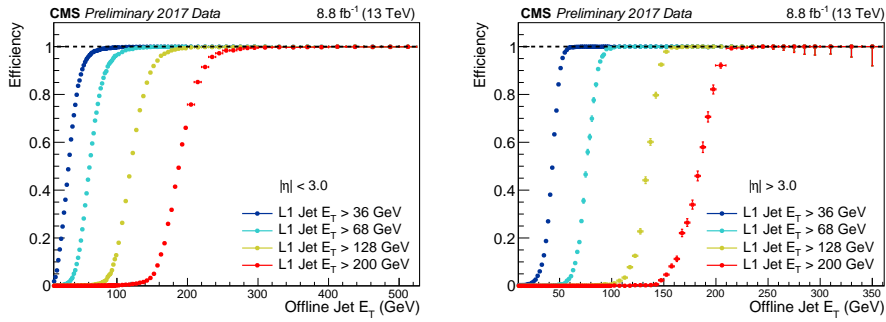 CMS Preliminary 2017 Data 8.8 fb⁻¹ (13 TeV)
Efficiency
1
0.8
0.6
0.4
0.2
0
|η| < 3.0
L1 Jet E_T > 36 GeV
L1 Jet E_T > 68 GeV
L1 Jet E_T > 128 GeV
L1 Jet E_T > 200 GeV
100 200 300 400 500
Offline Jet E_T (GeV)
CMS Preliminary 2017 Data 8.8 fb⁻¹ (13 TeV)
Efficiency
1
0.8
0.6
0.4
0.2
0
|η| > 3.0
L1 Jet E_T > 36 GeV
L1 Jet E_T > 68 GeV
L1 Jet E_T > 128 GeV
L1 Jet E_T > 200 GeV
50 100 150 200 250 300 350
Offline Jet E_T (GeV)